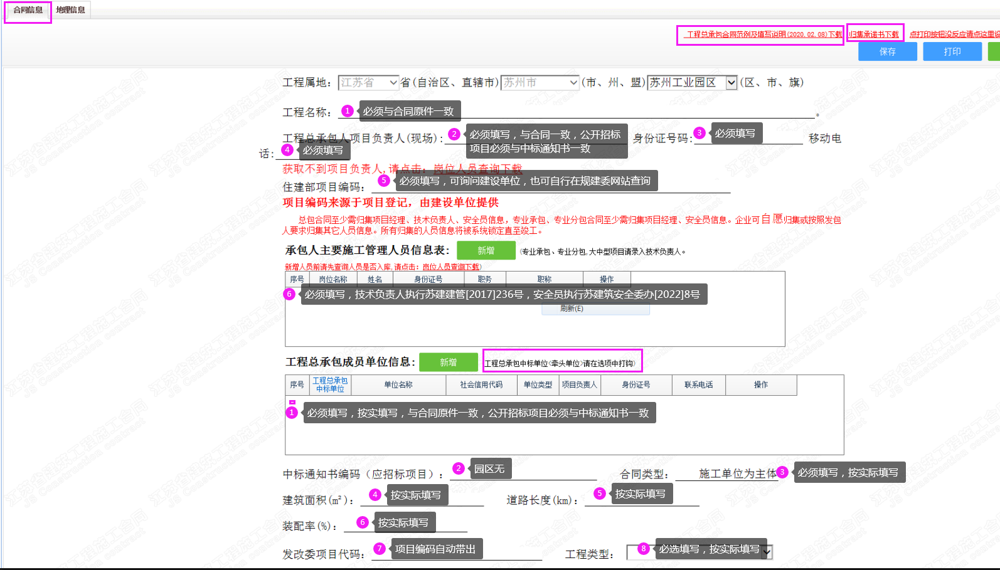 合同信息 地理信息
工程总承包合同范例及填写说明(2020.02.08)下载 归集承诺书下载 点打印按钮没反应请点这里设
保存 打印
工程属地: 江苏省 省(自治区、直辖市) 苏州市 (市、州、盟) 苏州工业园区 (区、市、旗)
工程名称: 1 必须与合同原件一致 。
工程总承包人项目负责人(现场): 2 必须填写，与合同一致，公开招标项目必须与中标通知书一致 身份证号码: 3 必须填写 移动电
话: 4 必须填写
获取不到项目负责人,请点击: 岗位人员查询下载
住建部项目编码: 5 必须填写，可询问建设单位，也可自行在规建委网站查询
项目编码来源于项目登记，由建设单位提供
总包合同至少需归集项目经理、技术负责人、安全员信息，专业承包、专业分包合同至少需归集项目经理、安全员信息。企业可自愿归集或按照发包
人要求归集其它人员信息。所有归集的人员信息将被系统锁定直至竣工。
承包人主要施工管理人员信息表: 新增 (专业承包、专业分包,大中型项目请录入技术负责人。
新增人员前请先查询人员是否入库,请点击: 岗位人员查询下载)
序号 岗位名称 姓名 身份证号 职务 职称 操作
6 必须填写，技术负责人执行苏建建管[2017]236号，安全员执行苏建筑安全委办[2022]8号
刷新(E)
工程总承包成员单位信息: 新增 工程总承包中标单位<牵头单位>请在选项中打钩)
序号 工程总承包中标单位 单位名称 社会信用代码 单位类型 项目负责人 身份证号 联系电话 操作
1 必须填写，按实填写，与合同原件一致，公开招标项目必须与中标通知书一致
中标通知书编码（应招标项目）: 2 园区无 合同类型: 施工单位为主体 3 必须填写，按实际填写
建筑面积(m²): 4 按实际填写 道路长度(km): 5 按实际填写
装配率(%): 6 按实际填写
发改委项目代码: 7 项目编码自动带出 工程类型: 8 必选填写，按实际填写
江苏省工程施工合同
JS Construction contract